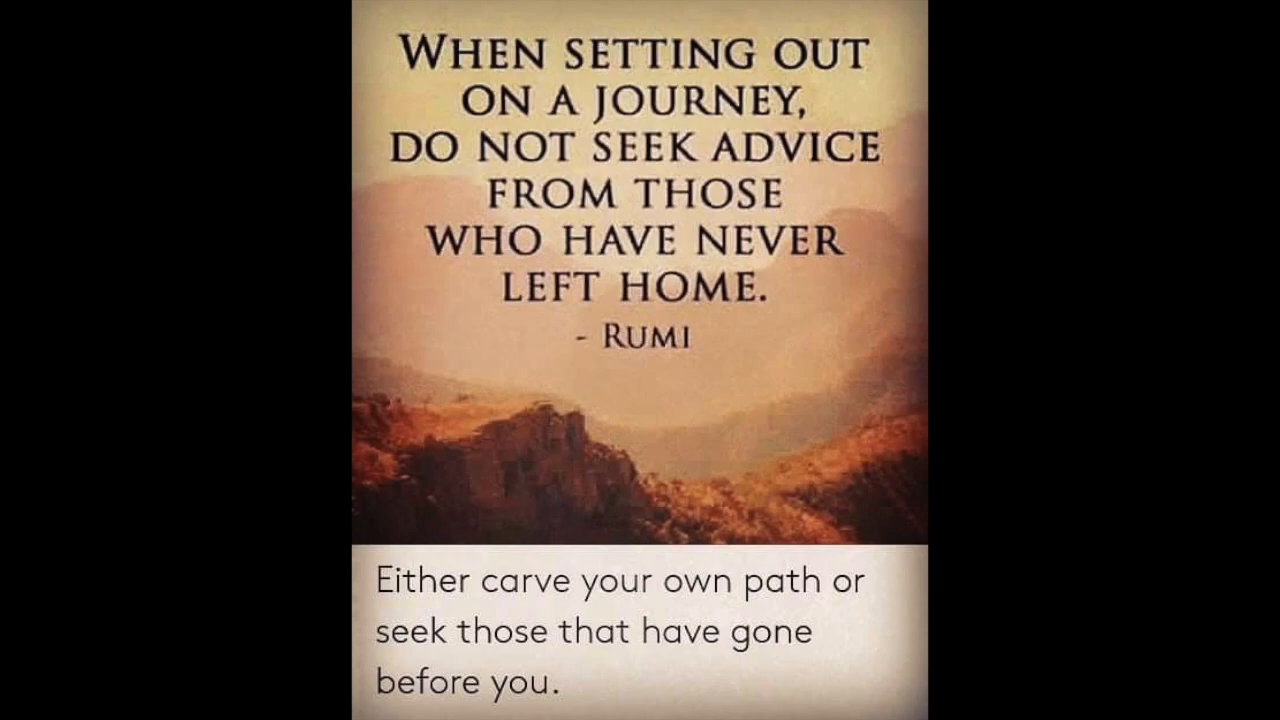 WHEN SETTING OUT
ON A JOURNEY,
DO NOT SEEK ADVICE
FROM THOSE
WHO HAVE NEVER
LEFT HOME.
- RUMI
Either carve your own path or
seek those that have gone
before you.